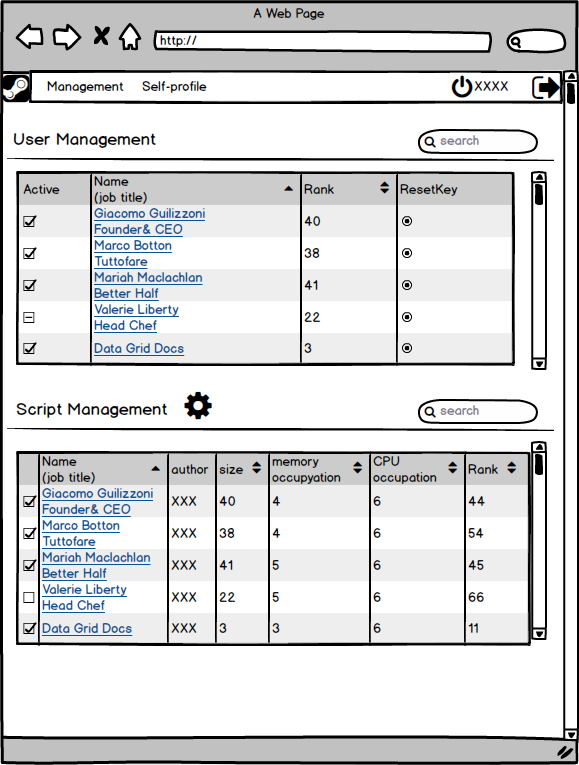 A Web Page
http://
Management Self-profile XXXX
User Management search
Active Name (job title) Rank ResetKey
Giacomo Guilizzoni 40
Founder& CEO
Marco Botton 38
Tuttofare
Mariah Maclachlan 41
Better Half
Valerie Liberty 22
Head Chef
Data Grid Docs 3
Script Management search
Name (job title) author size memory occupyation CPU occupation Rank
Giacomo Guilizzoni XXX 40 4 6 44
Founder& CEO
Marco Botton XXX 38 4 6 54
Tuttofare
Mariah Maclachlan XXX 41 5 6 45
Better Half
Valerie Liberty XXX 22 5 6 66
Head Chef
Data Grid Docs XXX 3 3 6 11